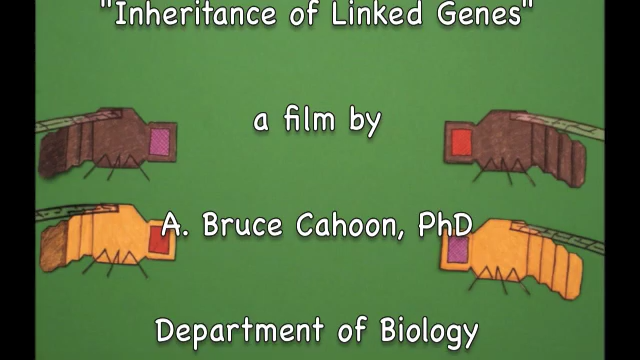 "Inheritance of Linked Genes"
a film by
A. Bruce Cahoon, PhD
Department of Biology